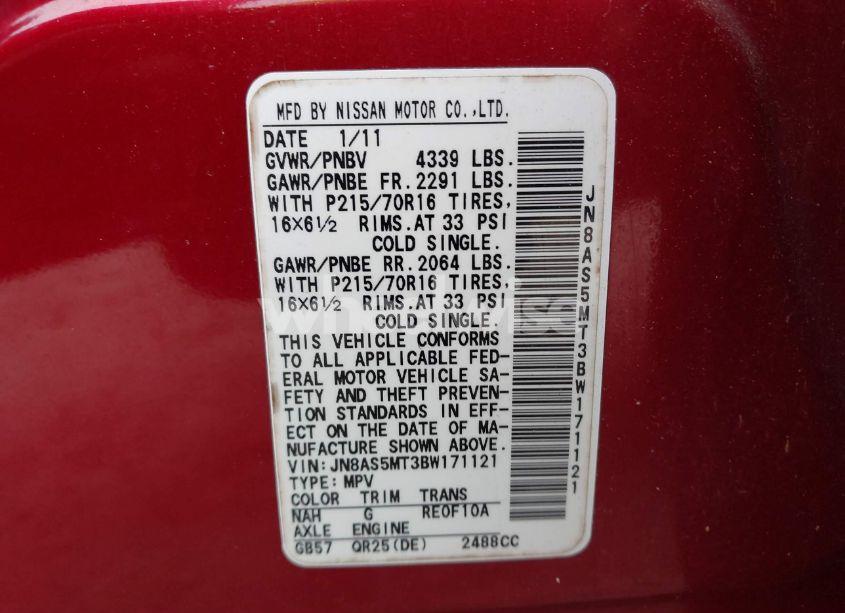 MFD BY NISSAN MOTOR CO.,LTD.
DATE 1/11
GVWR/PNBV 4339 LBS.
GAWR/PNBE FR.2291 LBS.
WITH P215/70R16 TIRES,
16X6½ RIMS.AT 33 PSI
COLD SINGLE.
GAWR/PNBE RR.2064 LBS.
WITH P215/70R16 TIRES,
16X6½ RIMS.AT 33 PSI
COLD SINGLE.
THIS VEHICLE CONFORMS
TO ALL APPLICABLE FED-
ERAL MOTOR VEHICLE SA-
FETY AND THEFT PREVEN-
TION STANDARDS IN EFF-
ECT ON THE DATE OF MA-
NUFACTURE SHOWN ABOVE.
VIN:JN8AS5MT3BW171121
TYPE:MPV
COLOR TRIM TRANS
NAH G RE0F10A
AXLE ENGINE
GB57 QR25(DE) 2488CC
JN8AS5MT3BW171121